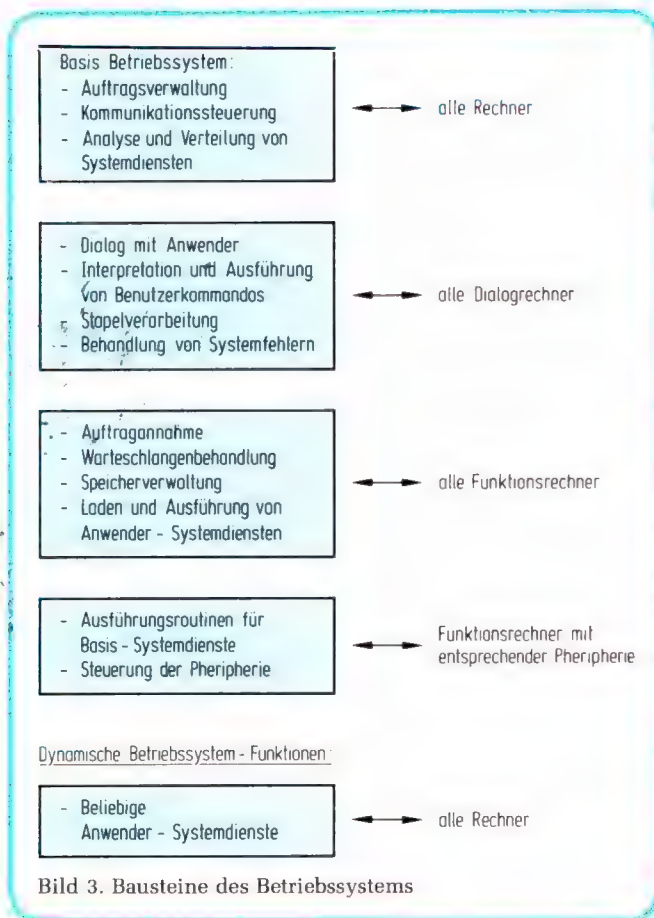 Basis Betriebssystem:
- Auftragsverwaltung
- Kommunikationssteuerung
- Analyse und Verteilung von
Systemdiensten
alle Rechner
- Dialog mit Anwender
- Interpretation und Ausführung
von Benutzerkommandos
- Stapelverarbeitung
- Behandlung von Systemfehlern
alle Dialogrechner
- Auftragannahme
- Warteschlangenbehandlung
- Speicherverwaltung
- Laden und Ausführung von
Anwender - Systemdiensten
alle Funktionsrechner
- Ausführungsroutinen für
Basis - Systemdienste
- Steuerung der Pheripherie
Funktionsrechner mit
entsprechender Pheripherie
Dynamische Betriebssystem - Funktionen:
- Beliebige
Anwender - Systemdienste
alle Rechner
Bild 3. Bausteine des Betriebssystems